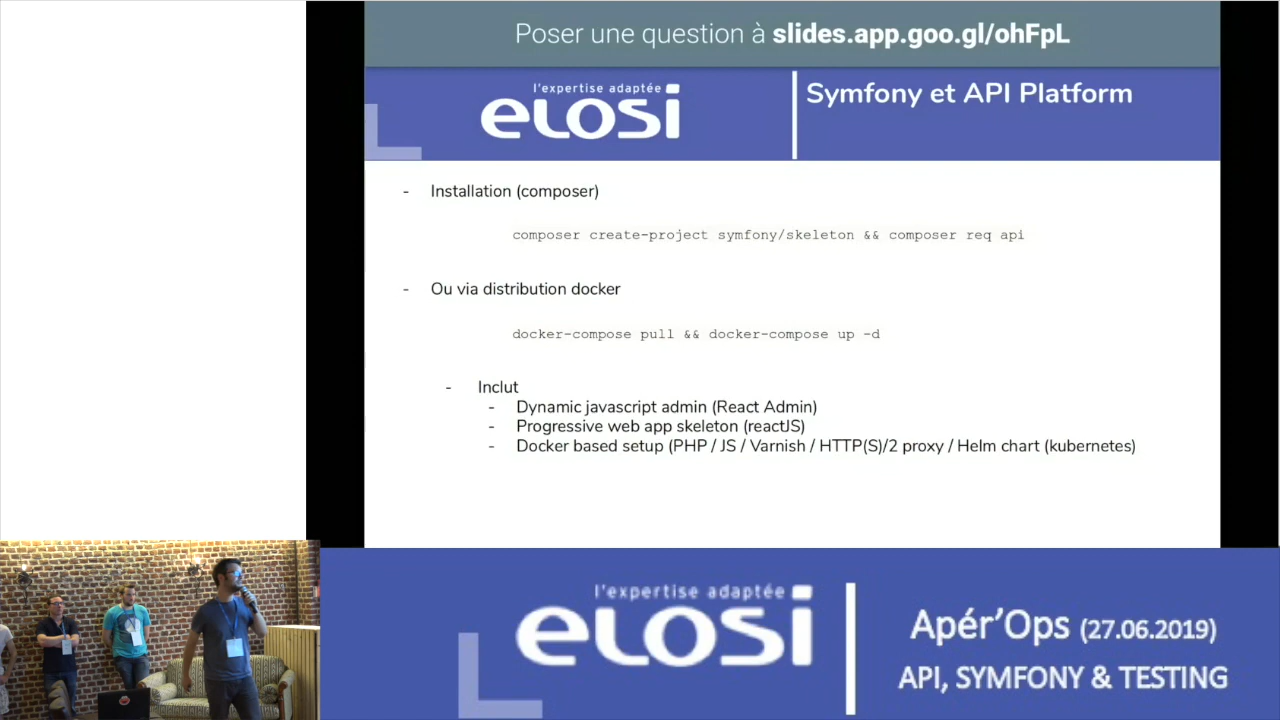 Poser une question à slides.app.goo.gl/ohFpL
l'expertise adaptée
elosi
Symfony et API Platform
- Installation (composer)
composer create-project symfony/skeleton && composer req api
- Ou via distribution docker
docker-compose pull && docker-compose up -d
- Inclut
- Dynamic javascript admin (React Admin)
- Progressive web app skeleton (reactJS)
- Docker based setup (PHP / JS / Varnish / HTTP(S)/2 proxy / Helm chart (kubernetes)
l'expertise adaptée
elosi
Apér'Ops (27.06.2019)
API, SYMFONY & TESTING